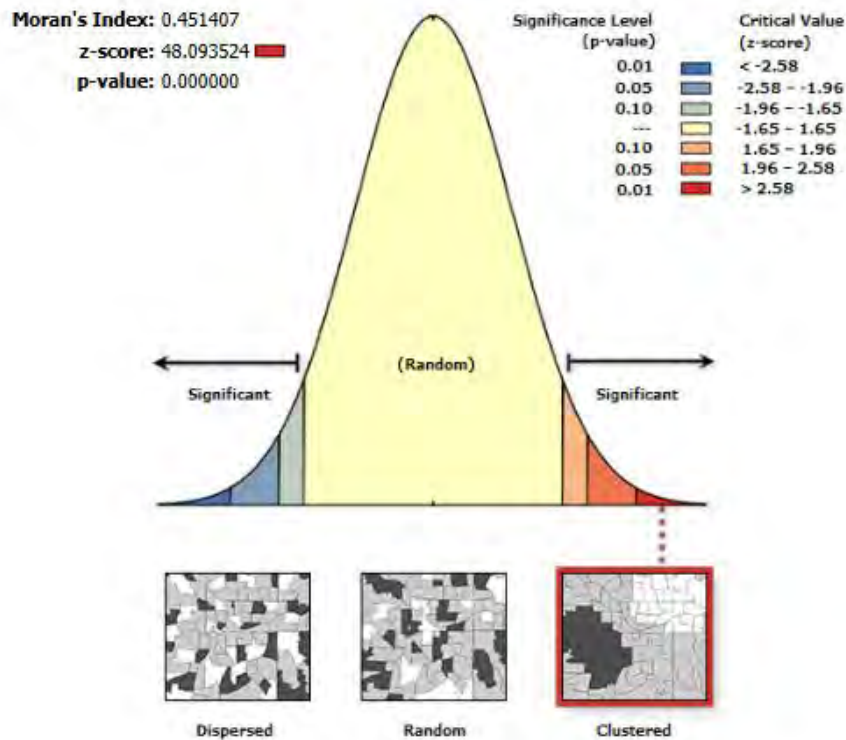 Moran's Index: 0.451407
z-score: 48.093524
p-value: 0.000000
Significance Level
(p-value)
Critical Value
(z-score)
0.01 < -2.58
0.05 -2.58 – -1.96
0.10 -1.96 – -1.65
--- -1.65 – 1.65
0.10 1.65 – 1.96
0.05 1.96 – 2.58
0.01 > 2.58
(Random)
Significant
Significant
Dispersed
Random
Clustered